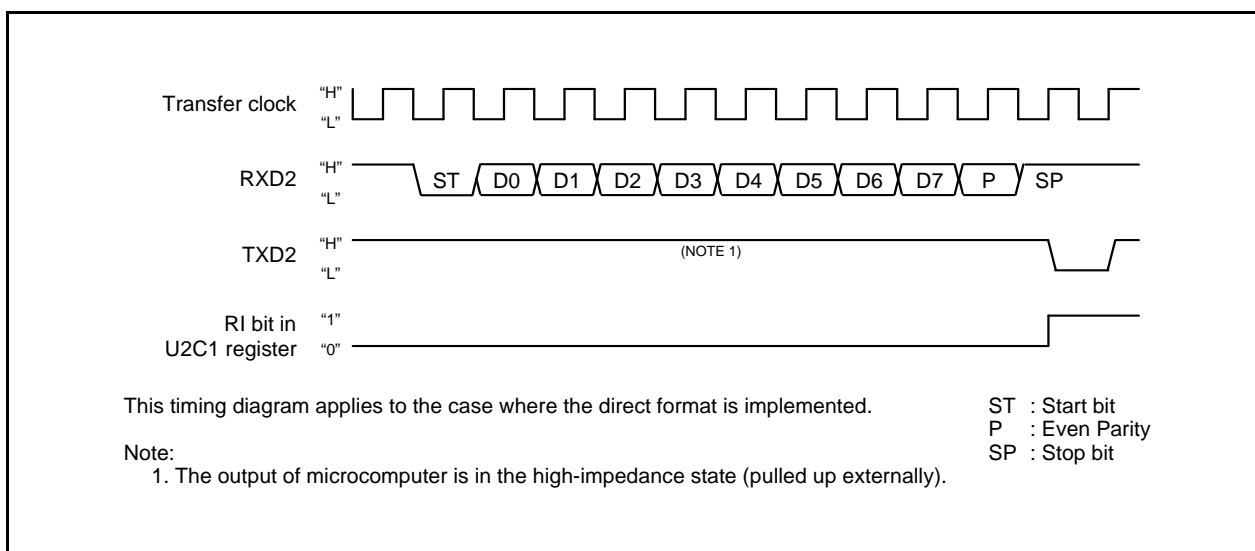 Transfer clock “H”
“L”
RXD2 “H”
“L”
ST D0 D1 D2 D3 D4 D5 D6 D7 P SP
TXD2 “H”
“L”
(NOTE 1)
RI bit in “1”
U2C1 register “0”
This timing diagram applies to the case where the direct format is implemented.
Note:
1. The output of microcomputer is in the high-impedance state (pulled up externally).
ST : Start bit
P : Even Parity
SP : Stop bit